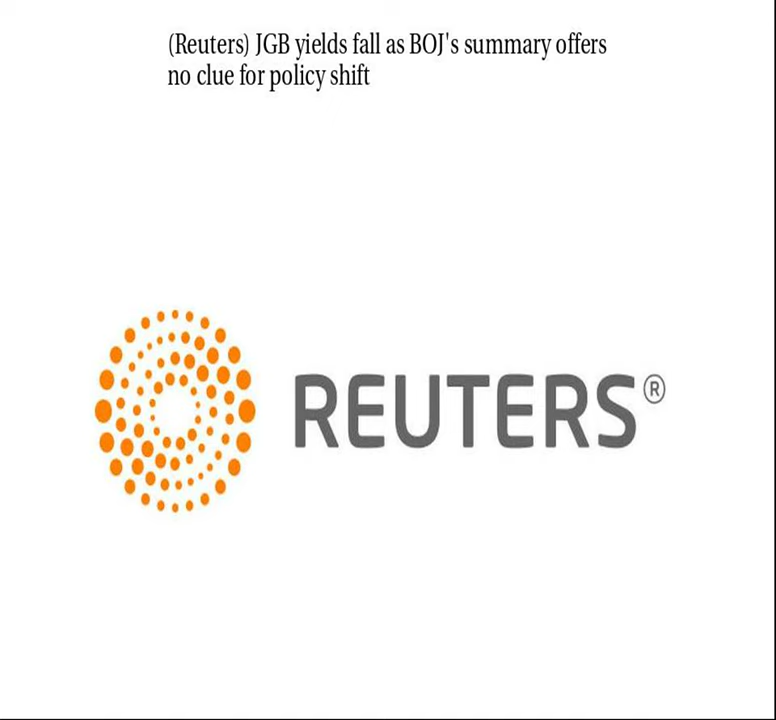 (Reuters) JGB yields fall as BOJ's summary offers
no clue for policy shift
REUTERS®